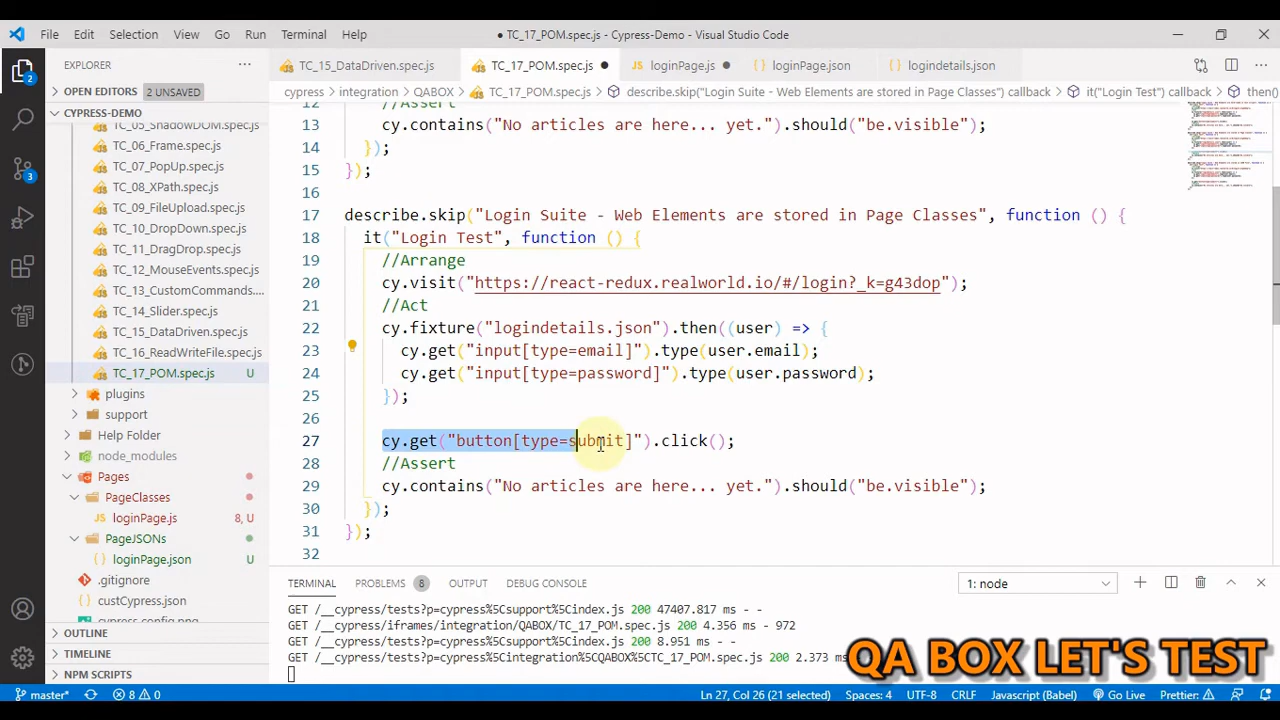 File Edit Selection View Go Run Terminal Help
● TC_17_POM.spec.js - Cypress-Demo - Visual Studio Code
EXPLORER ···
TC_15_DataDriven.spec.js TC_17_POM.spec.js ● loginPage.js ● loginPage.json logindetails.json
OPEN EDITORS 2 UNSAVED
cypress > integration > QABOX > TC_17_POM.spec.js > describe.skip("Login Suite - Web Elements are stored in Page Classes") callback > it("Login Test") callback > then()
CYPRESS-DEMO
TC_05_ShadowDOM.spec.js
TC_06_Frame.spec.js
TC_07_PopUp.spec.js
TC_08_XPath.spec.js
TC_09_FileUpload.spec.js
TC_10_DropDown.spec.js
TC_11_DragDrop.spec.js
TC_12_MouseEvents.spec.js
TC_13_CustomCommands....
TC_14_Slider.spec.js
TC_15_DataDriven.spec.js
TC_16_ReadWriteFile.spec.js
TC_17_POM.spec.js U
plugins
support
Help Folder
node_modules
Pages
PageClasses
loginPage.js 8, U
PageJSONs
loginPage.json U
.gitignore
custCypress.json
cypress config.png
OUTLINE
TIMELINE
NPM SCRIPTS
2
3
12 //Assert
13 cy.contains("No articles are here... yet.").should("be.visible");
14 });
15 });
16
17 describe.skip("Login Suite - Web Elements are stored in Page Classes", function () {
18 it("Login Test", function () {
19 //Arrange
20 cy.visit("https://react-redux.realworld.io/#/login?_k=g43dop");
21 //Act
22 cy.fixture("logindetails.json").then((user) => {
23 cy.get("input[type=email]").type(user.email);
24 cy.get("input[type=password]").type(user.password);
25 });
26
27 cy.get("button[type=submit]").click();
28 //Assert
29 cy.contains("No articles are here... yet.").should("be.visible");
30 });
31 });
32
TERMINAL PROBLEMS 8 OUTPUT DEBUG CONSOLE 1: node
GET /__cypress/tests?p=cypress%5Csupport%5Cindex.js 200 47407.817 ms - -
GET /__cypress/iframes/integration/QABOX/TC_17_POM.spec.js 200 4.356 ms - 972
GET /__cypress/tests?p=cypress%5Csupport%5Cindex.js 200 8.951 ms - -
GET /__cypress/tests?p=cypress%5Cintegration%5CQABOX%5CTC_17_POM.spec.js 200 2.373 ms
QA BOX LET'S TEST
master* 8 0 Ln 27, Col 26 (21 selected) Spaces: 4 UTF-8 CRLF Javascript (Babel) Go Live Prettier: